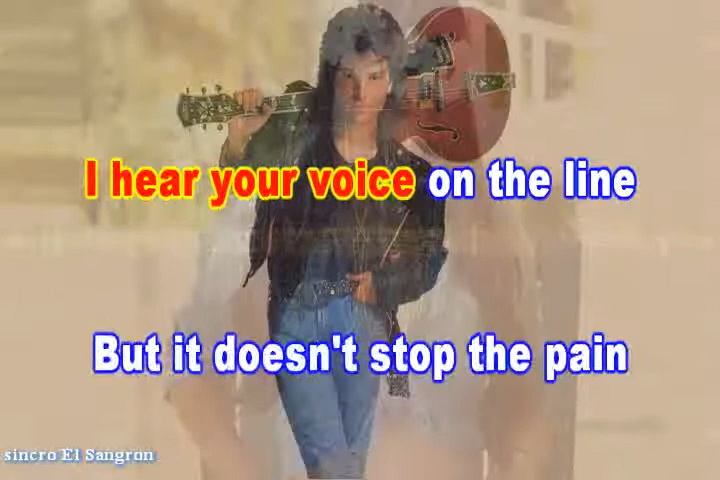 I hear your voice on the line
But it doesn't stop the pain
sincro El Sangron